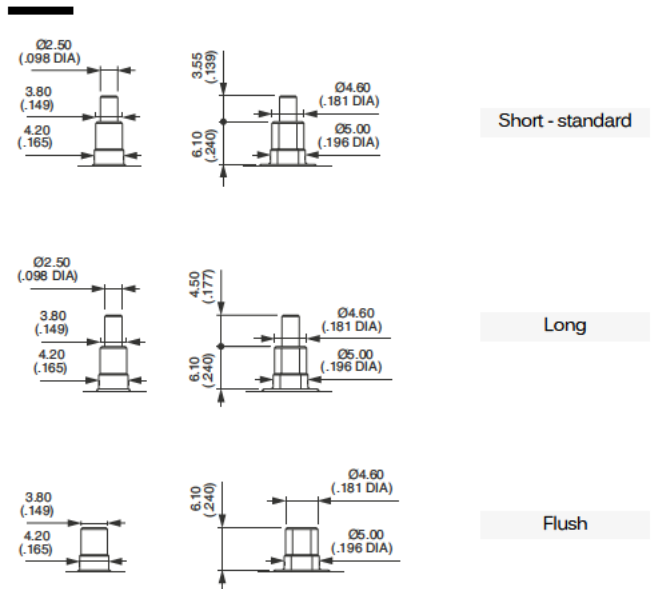 Ø2.50
(.098 DIA)
3.80
(.149)
4.20
(.165)
3.55
(.139)
6.10
(.240)
Ø4.60
(.181 DIA)
Ø5.00
(.196 DIA)
Short - standard
Ø2.50
(.098 DIA)
3.80
(.149)
4.20
(.165)
4.50
(.177)
6.10
(.240)
Ø4.60
(.181 DIA)
Ø5.00
(.196 DIA)
Long
3.80
(.149)
4.20
(.165)
6.10
(.240)
Ø4.60
(.181 DIA)
Ø5.00
(.196 DIA)
Flush